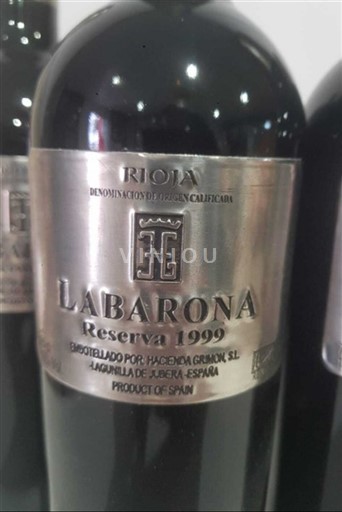 RIOJA
DENOMINACION DE ORIGEN CALIFICADA
VINIOU
LABARONA
Reserva 1999
EMBOTELLADO POR: HACIENDA GRIMON, S.L.
-LAGUNILLA DE JUBERA -ESPAÑA
PRODUCT OF SPAIN